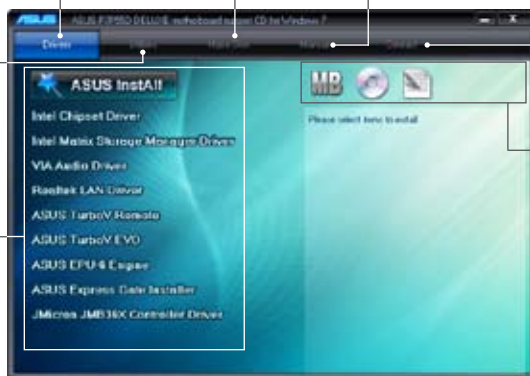 ASUS P7P55D DELUXE motherboard support CD for Windows 7
Drivers Utilities Make Disk Manual Contact
ASUS InstAll
Intel Chipset Driver
Intel Matrix Storage Manager Driver
VIA Audio Driver
Realtek LAN Driver
ASUS TurboV Remote
ASUS TurboV EVO
ASUS EPU-6 Engine
ASUS Express Gate Installer
JMicron JMB36X Controller Driver
MB
Please select items to install